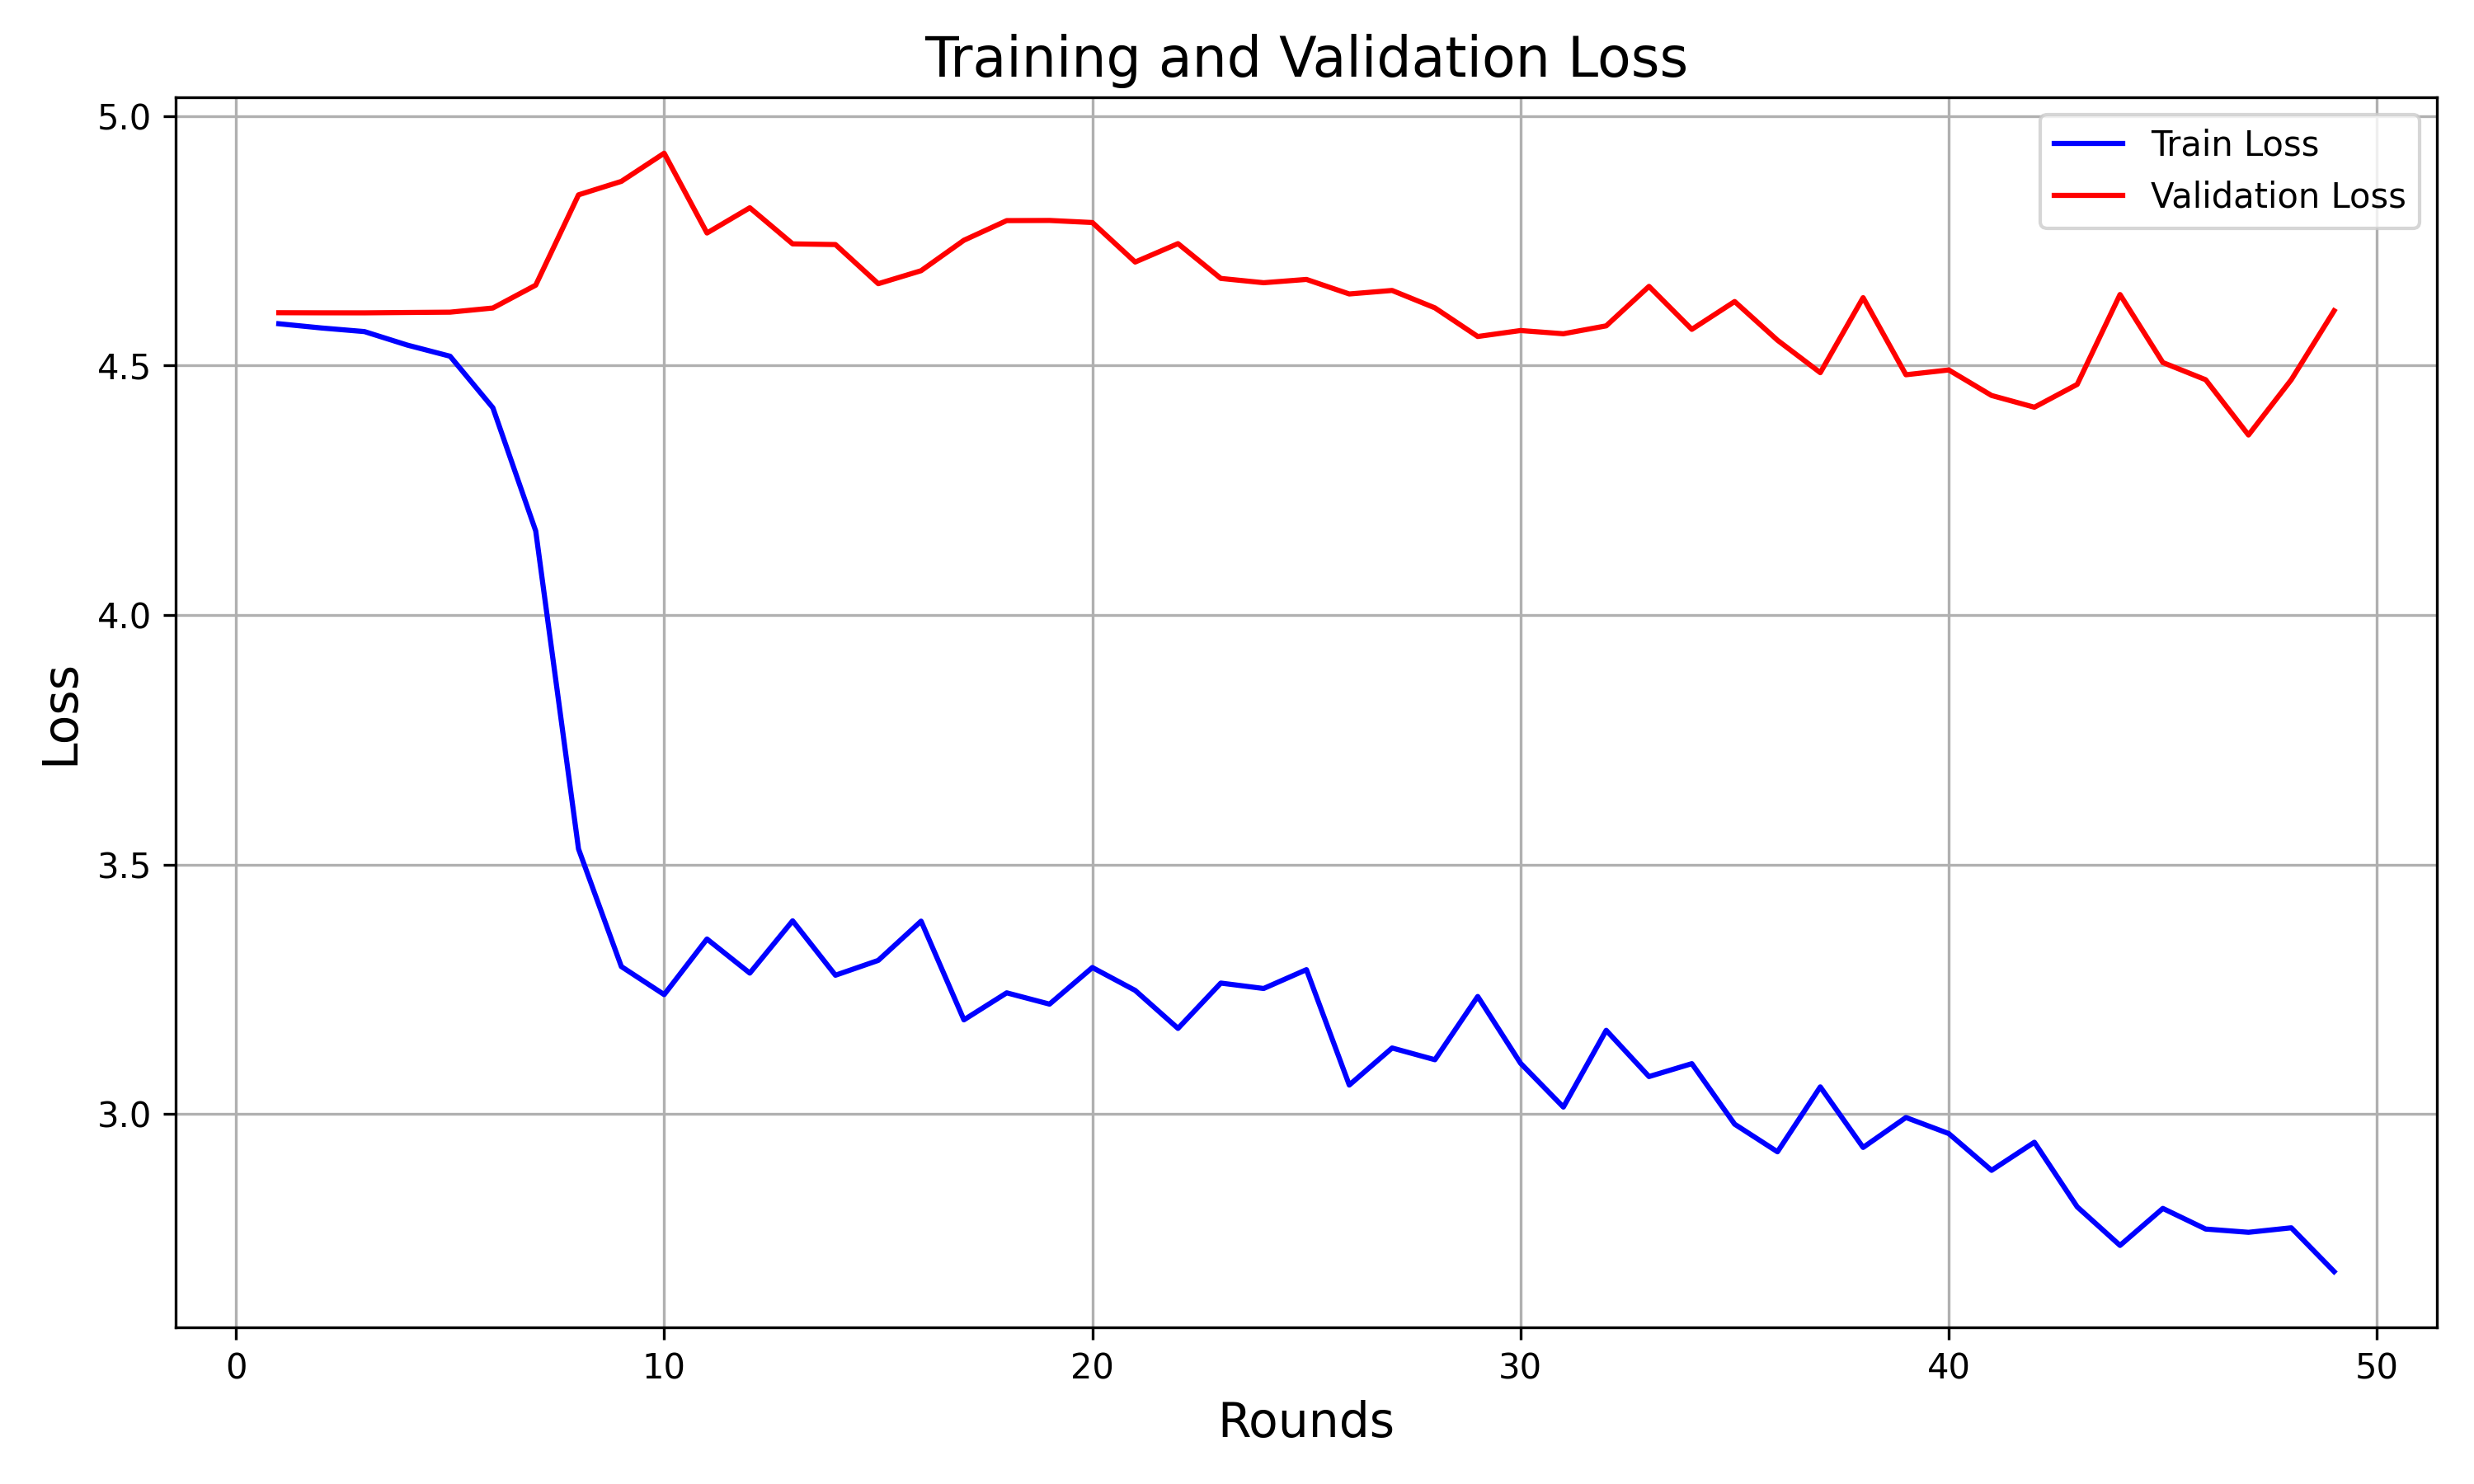 Training and Validation Loss
Train Loss
Validation Loss
5.0
4.5
4.0
3.5
3.0
Loss
0 10 20 30 40 50
Rounds